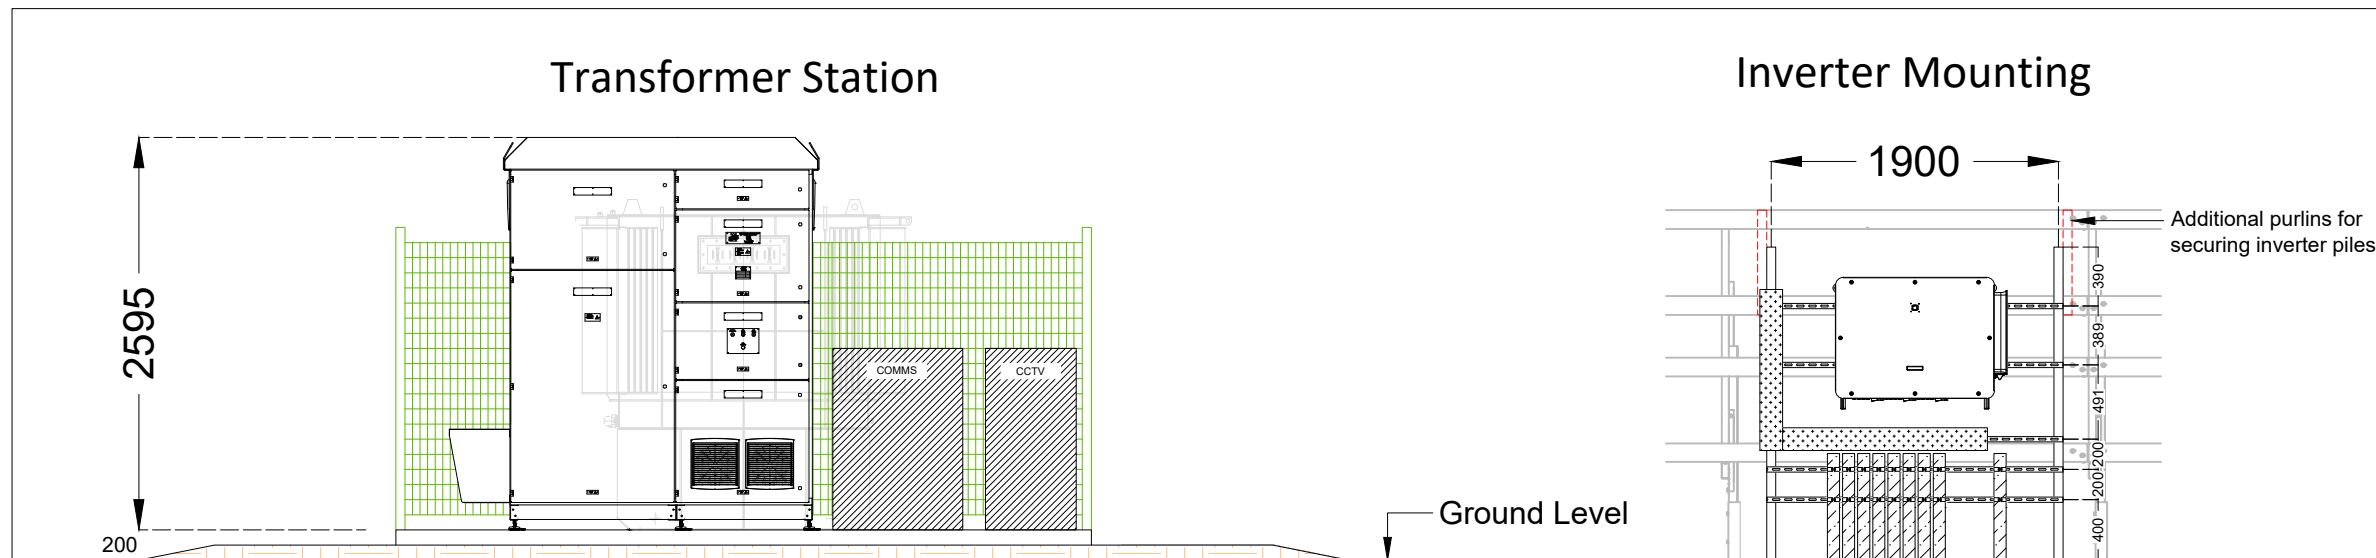 Transformer Station
Inverter Mounting
2595
200
COMMS
CCTV
Ground Level
1900
Additional purlins for
securing inverter piles
390
389
491
200
200
400